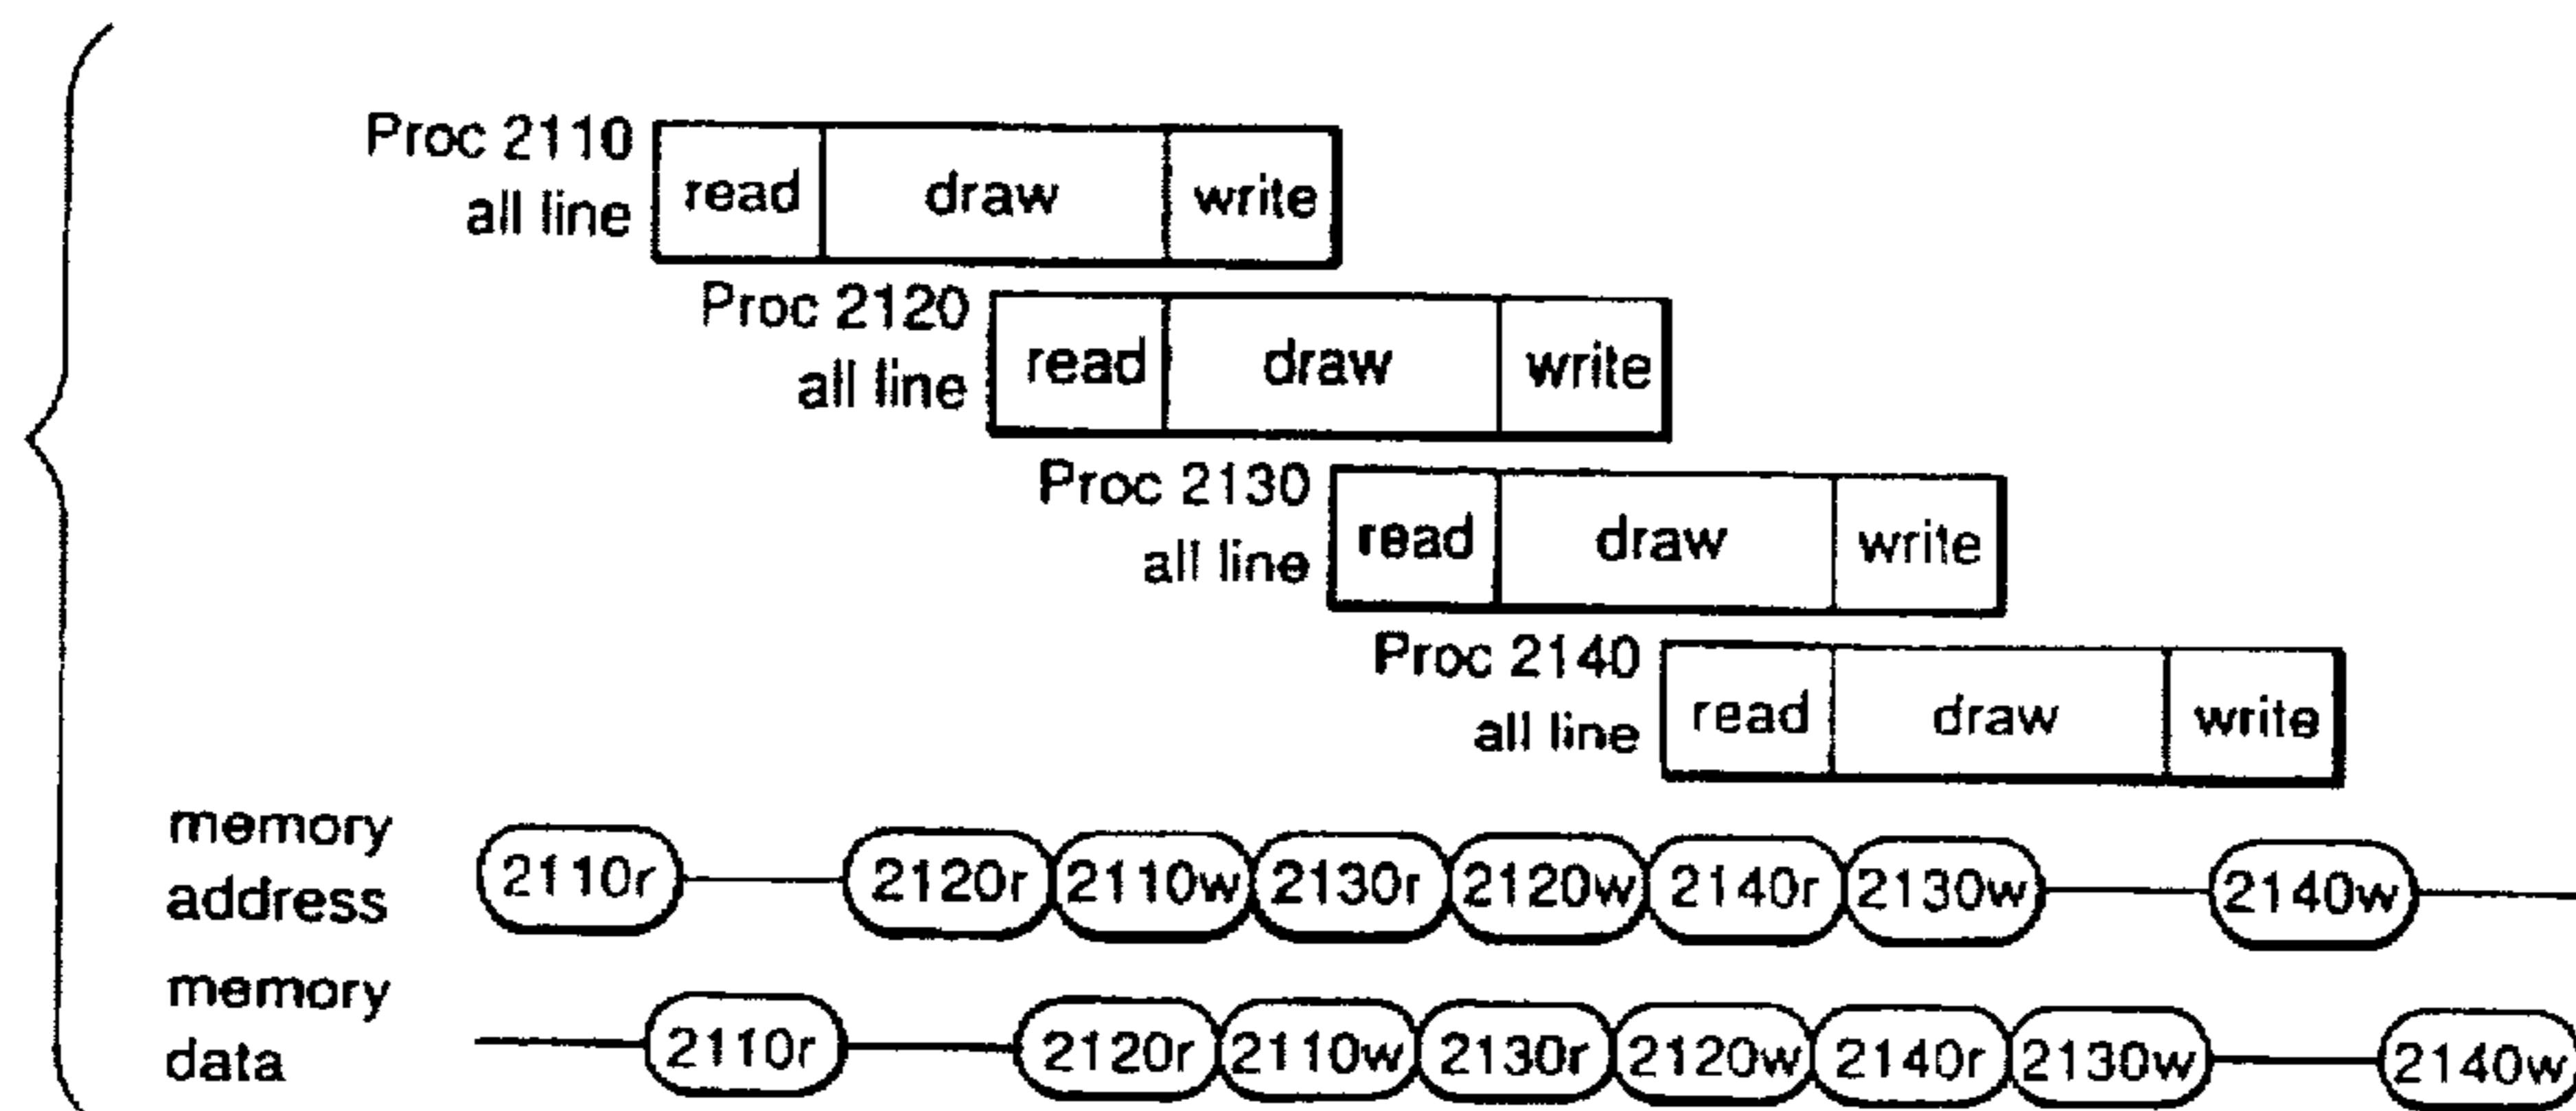 Proc 2110
all line
read draw write
Proc 2120
all line
read draw write
Proc 2130
all line
read draw write
Proc 2140
all line
read draw write
memory
address
2110r 2120r 2110w 2130r 2120w 2140r 2130w 2140w
memory
data
2110r 2120r 2110w 2130r 2120w 2140r 2130w 2140w